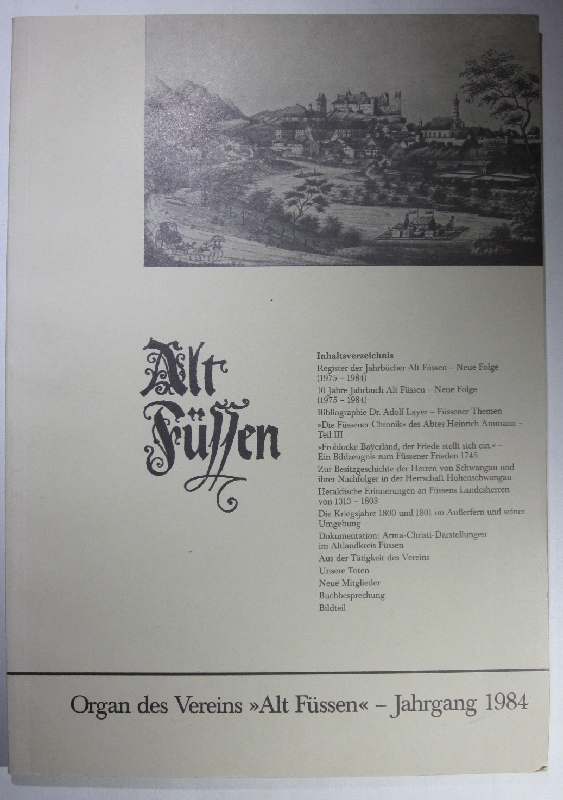 Alt
Füssen
Inhaltsverzeichnis
Register der Jahrbücher Alt Füssen – Neue Folge
(1975 – 1984)
10 Jahre Jahrbuch Alt Füssen – Neue Folge
(1975 – 1984)
Bibliographie Dr. Adolf Layer – Füssener Themen
»Die Füssener Chronik« des Abtes Heinrich Ammann –
Teil III
»Frohlocke Bayerland, der Friede stellt sich ein.« –
Ein Bildzeugnis zum Füssener Frieden 1745
Zur Besitzgeschichte der Herren von Schwangau und
ihrer Nachfolger in der Herrschaft Hohenschwangau
Heraldische Erinnerungen an Füssens Landesherren
von 1313 – 1803
Die Kriegsjahre 1800 und 1801 im Außerfern und seiner
Umgebung
Dokumentation: Arma-Christi-Darstellungen
im Altlandkreis Füssen
Aus der Tätigkeit des Vereins
Unsere Toten
Neue Mitglieder
Buchbesprechung
Bildteil
Organ des Vereins »Alt Füssen« – Jahrgang 1984